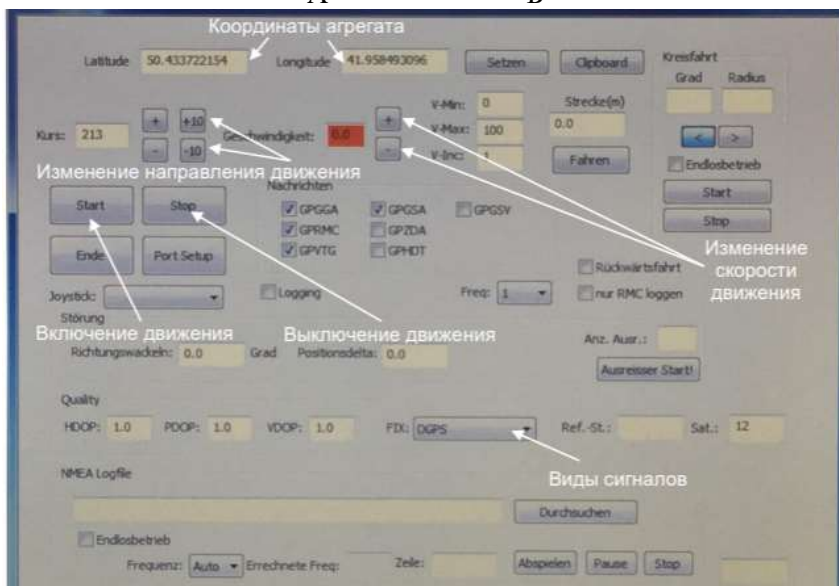 Координаты агрегата
Latitude 50.433722154 Longitude 41.958493096 Setzen Clipboard
Kreisfahrt
Grad Radius
V-Min: 0 Strecke(m)
Kurs: 213 + +10 Geschwindigkeit: 0.0 + V-Max: 100 0.0
- -10 - V-Inc: 1 Fahren
< >
Endlosbetrieb
Изменение направления движения
Nachrichten
Start
Stop
Start Stop
GPGGA GPGSA GPGSV
GPRMC GPZDA
GPVTG GPHDT
Изменение
скорости
движения
Ende Port Setup
Rückwärtsfahrt
Joystick: Logging Freq: 1 nur RMC loggen
Störung
Включение движения Выключение движения
Anz. Ausr.:
Richtungswackeln: 0.0 Grad Positionsdelta: 0.0
Ausreisser Start!
Quality
HDOP: 1.0 PDOP: 1.0 VDOP: 1.0 FIX: DGPS Ref.-St.: Sat.: 12
Виды сигналов
NMEA Logfile
Durchsuchen
Endlosbetrieb
Frequenz: Auto Errechnete Freq: Zeile: Abspielen Pause Stop